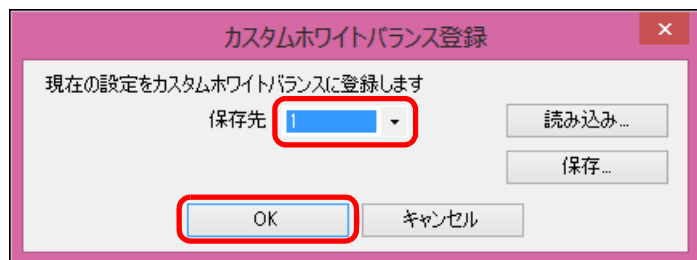 カスタムホワイトバランス登録
×
現在の設定をカスタムホワイトバランスに登録します
保存先 1 読み込み...
保存...
OK キャンセル